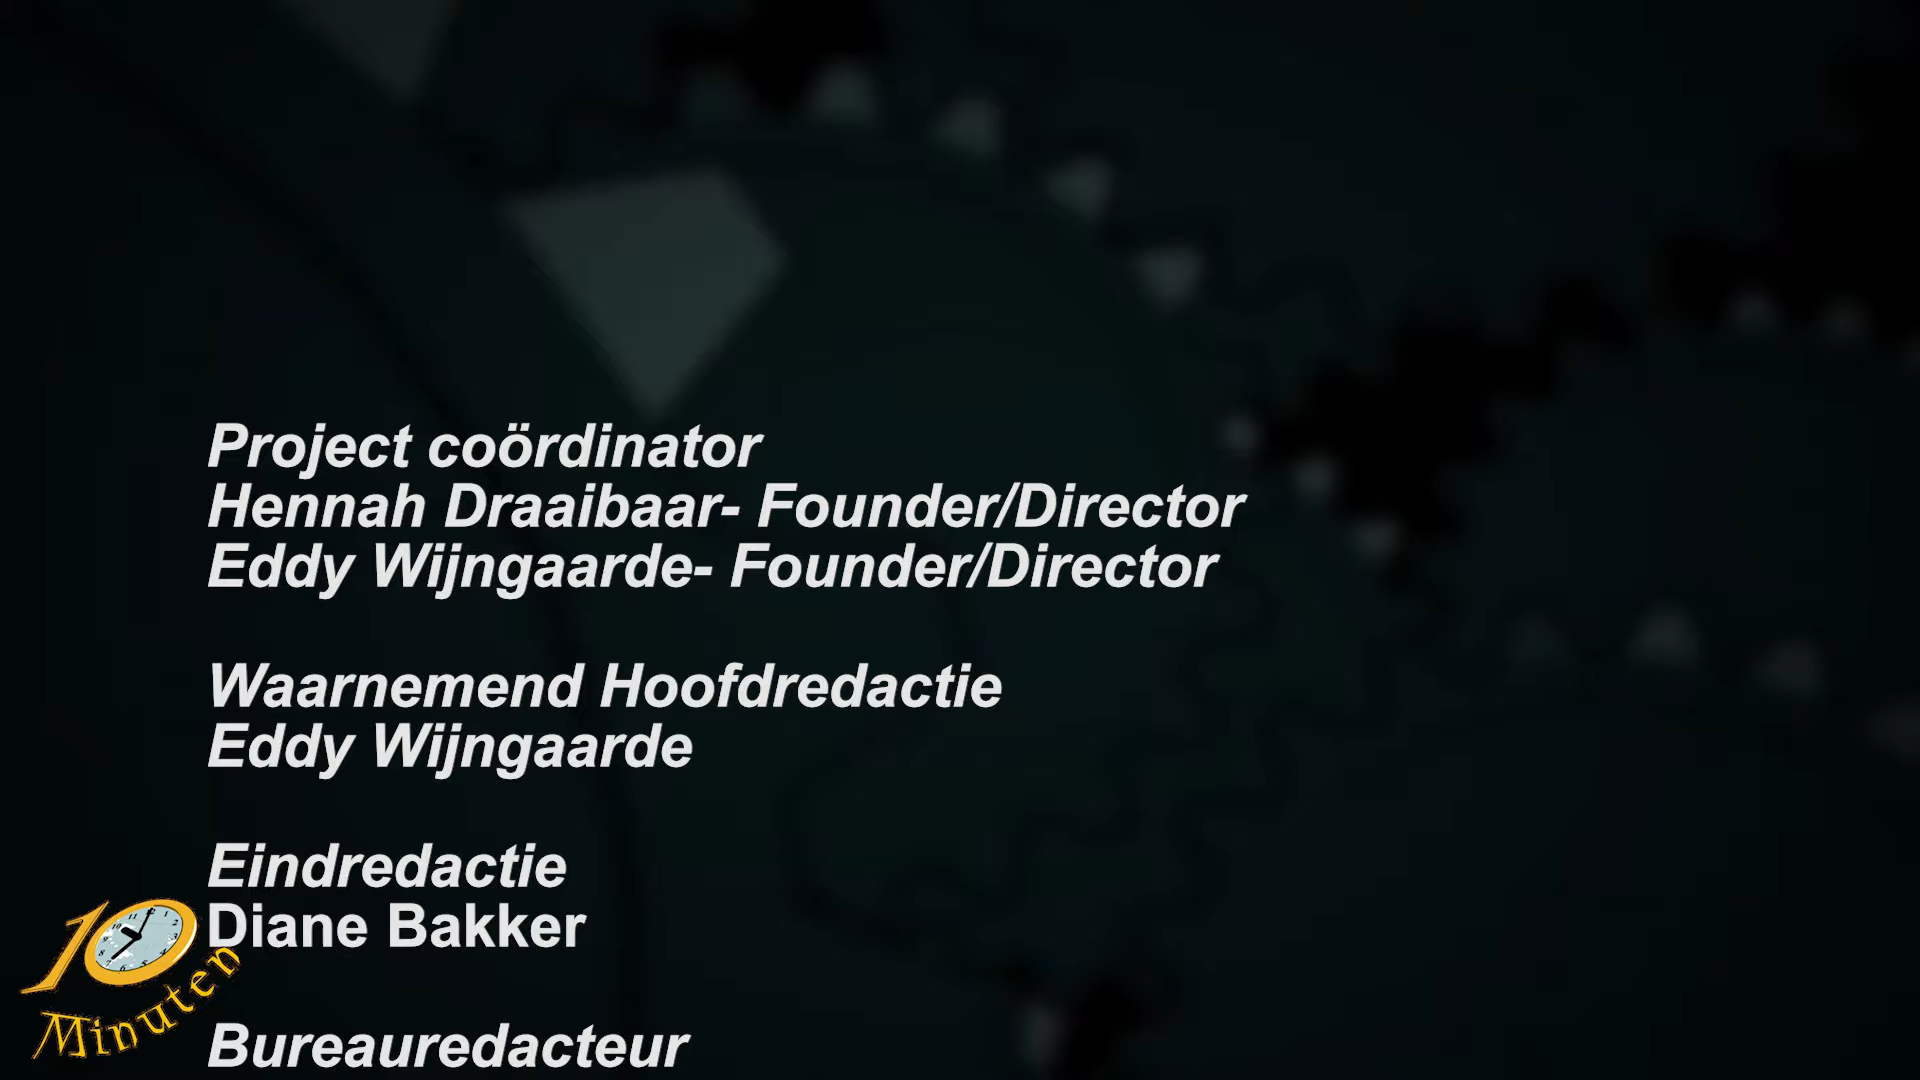 Project coördinator
Hennah Draaibaar- Founder/Director
Eddy Wijngaarde- Founder/Director
Waarnemend Hoofdredactie
Eddy Wijngaarde
Eindredactie
Diane Bakker
10
Minuten
Bureauredacteur